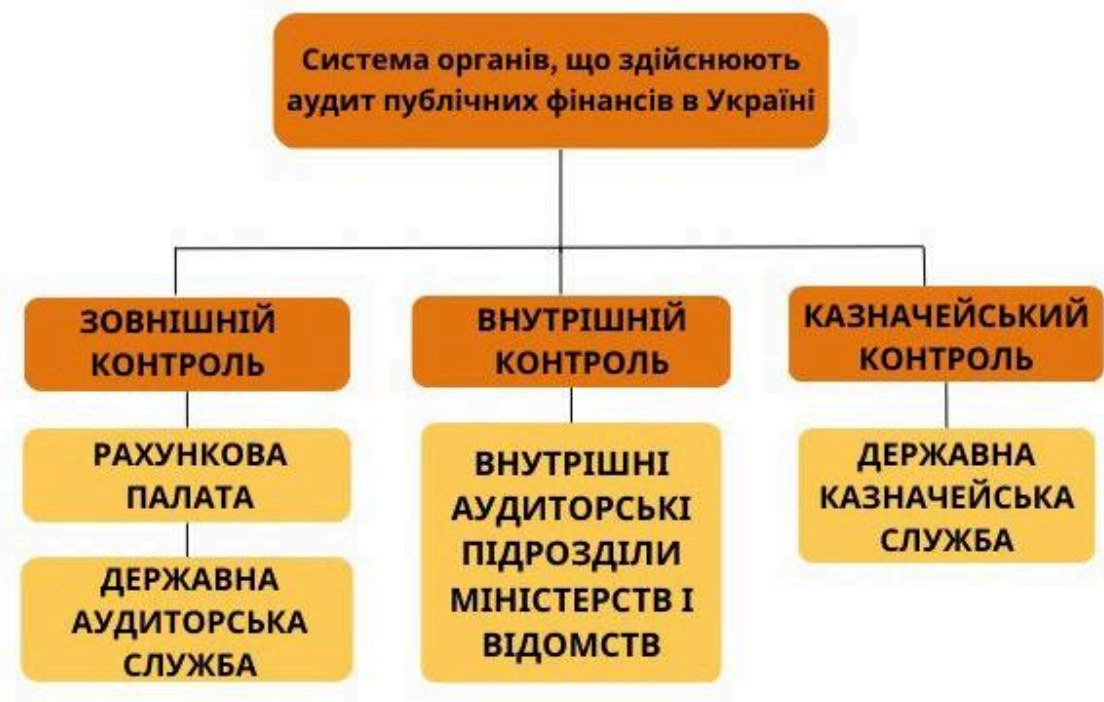 Система органів, що здійснюють
аудит публічних фінансів в Україні
ЗОВНІШНІЙ
КОНТРОЛЬ
РАХУНКОВА
ПАЛАТА
ДЕРЖАВНА
АУДИТОРСЬКА
СЛУЖБА
ВНУТРІШНІЙ
КОНТРОЛЬ
ВНУТРІШНІ
АУДИТОРСЬКІ
ПІДРОЗДІЛИ
МІНІСТЕРСТВ І
ВІДОМСТВ
КАЗНАЧЕЙСЬКИЙ
КОНТРОЛЬ
ДЕРЖАВНА
КАЗНАЧЕЙСЬКА
СЛУЖБА